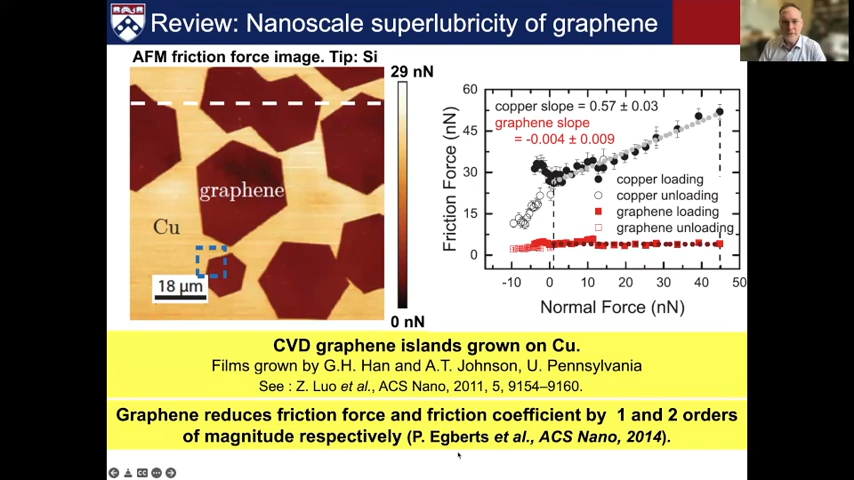 Review: Nanoscale superlubricity of graphene
AFM friction force image. Tip: Si
29 nN
graphene
Cu
18 μm
0 nN
Friction Force (nN)
60
45
30
15
0
copper slope = 0.57 ± 0.03
graphene slope
= -0.004 ± 0.009
copper loading
copper unloading
graphene loading
graphene unloading
-10 0 10 20 30 40 50
Normal Force (nN)
CVD graphene islands grown on Cu.
Films grown by G.H. Han and A.T. Johnson, U. Pennsylvania
See : Z. Luo et al., ACS Nano, 2011, 5, 9154–9160.
Graphene reduces friction force and friction coefficient by 1 and 2 orders
of magnitude respectively (P. Egberts et al., ACS Nano, 2014).
CC